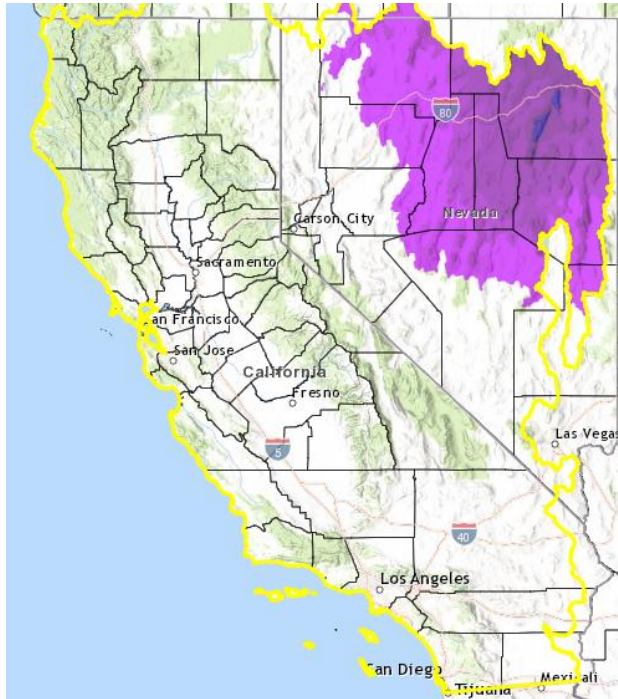 80
Nevada
Carson City
Sacramento
an Francisco
San Jose
California
Fresno
Las Vegas
5
40
Los Angeles
San Diego
Tijuana
Mexicali